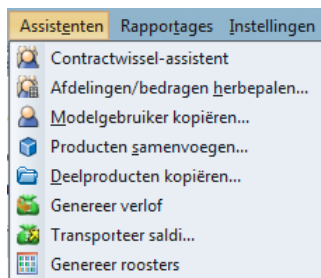 Assistenten Rapportages Instellingen
Contractwissel-assistent
Afdelingen/bedragen herbepalen...
Modelgebruiker kopiëren...
Producten samenvoegen...
Deelproducten kopiëren...
Genereer verlof
Transporteer saldi...
Genereer roosters